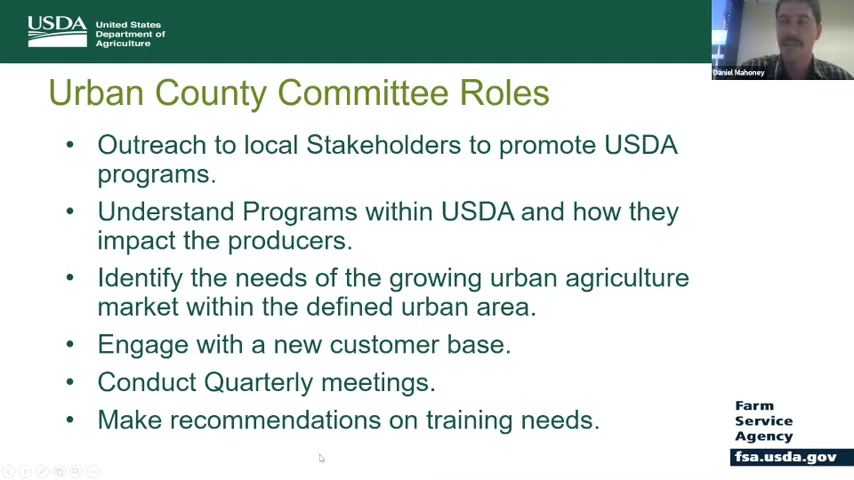 USDA
United States
Department of
Agriculture
Daniel Mahoney
Urban County Committee Roles
• Outreach to local Stakeholders to promote USDA
programs.
• Understand Programs within USDA and how they
impact the producers.
• Identify the needs of the growing urban agriculture
market within the defined urban area.
• Engage with a new customer base.
• Conduct Quarterly meetings.
• Make recommendations on training needs.
Farm
Service
Agency
fsa.usda.gov